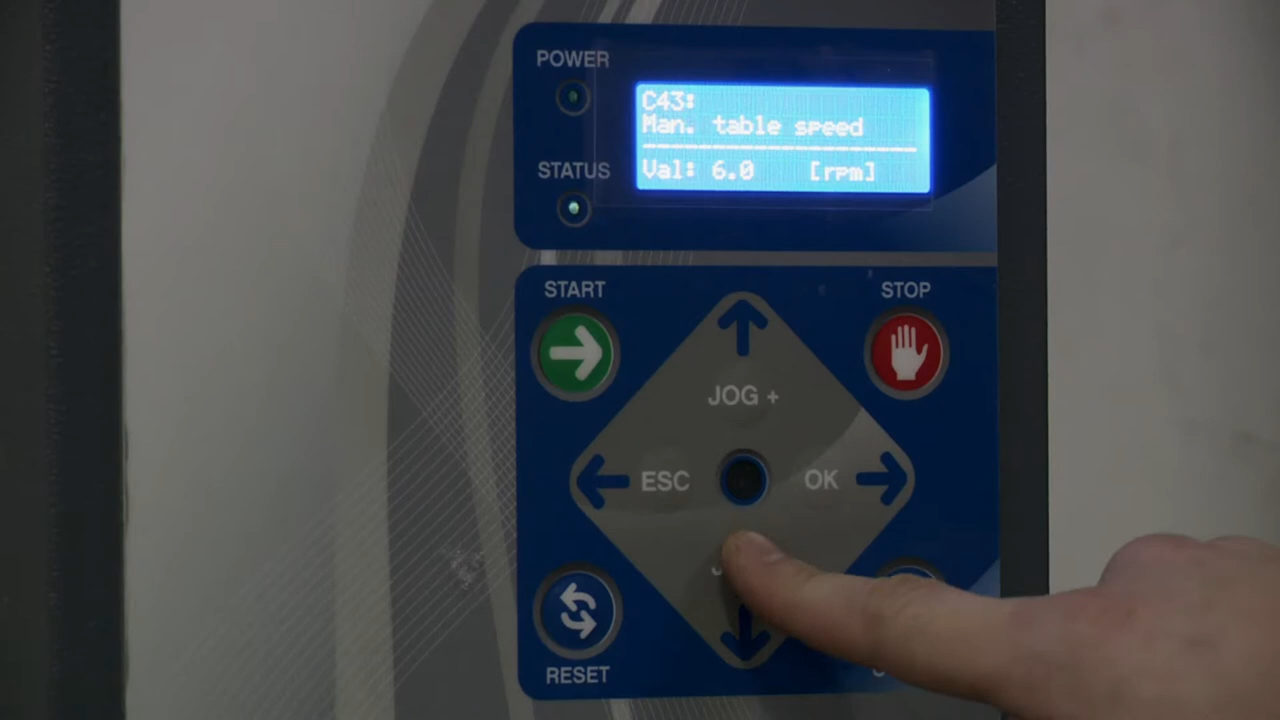 POWER
C43:
Man. table speed
Val: 6.0 [rpm]
STATUS
START
STOP
JOG +
ESC
OK
RESET